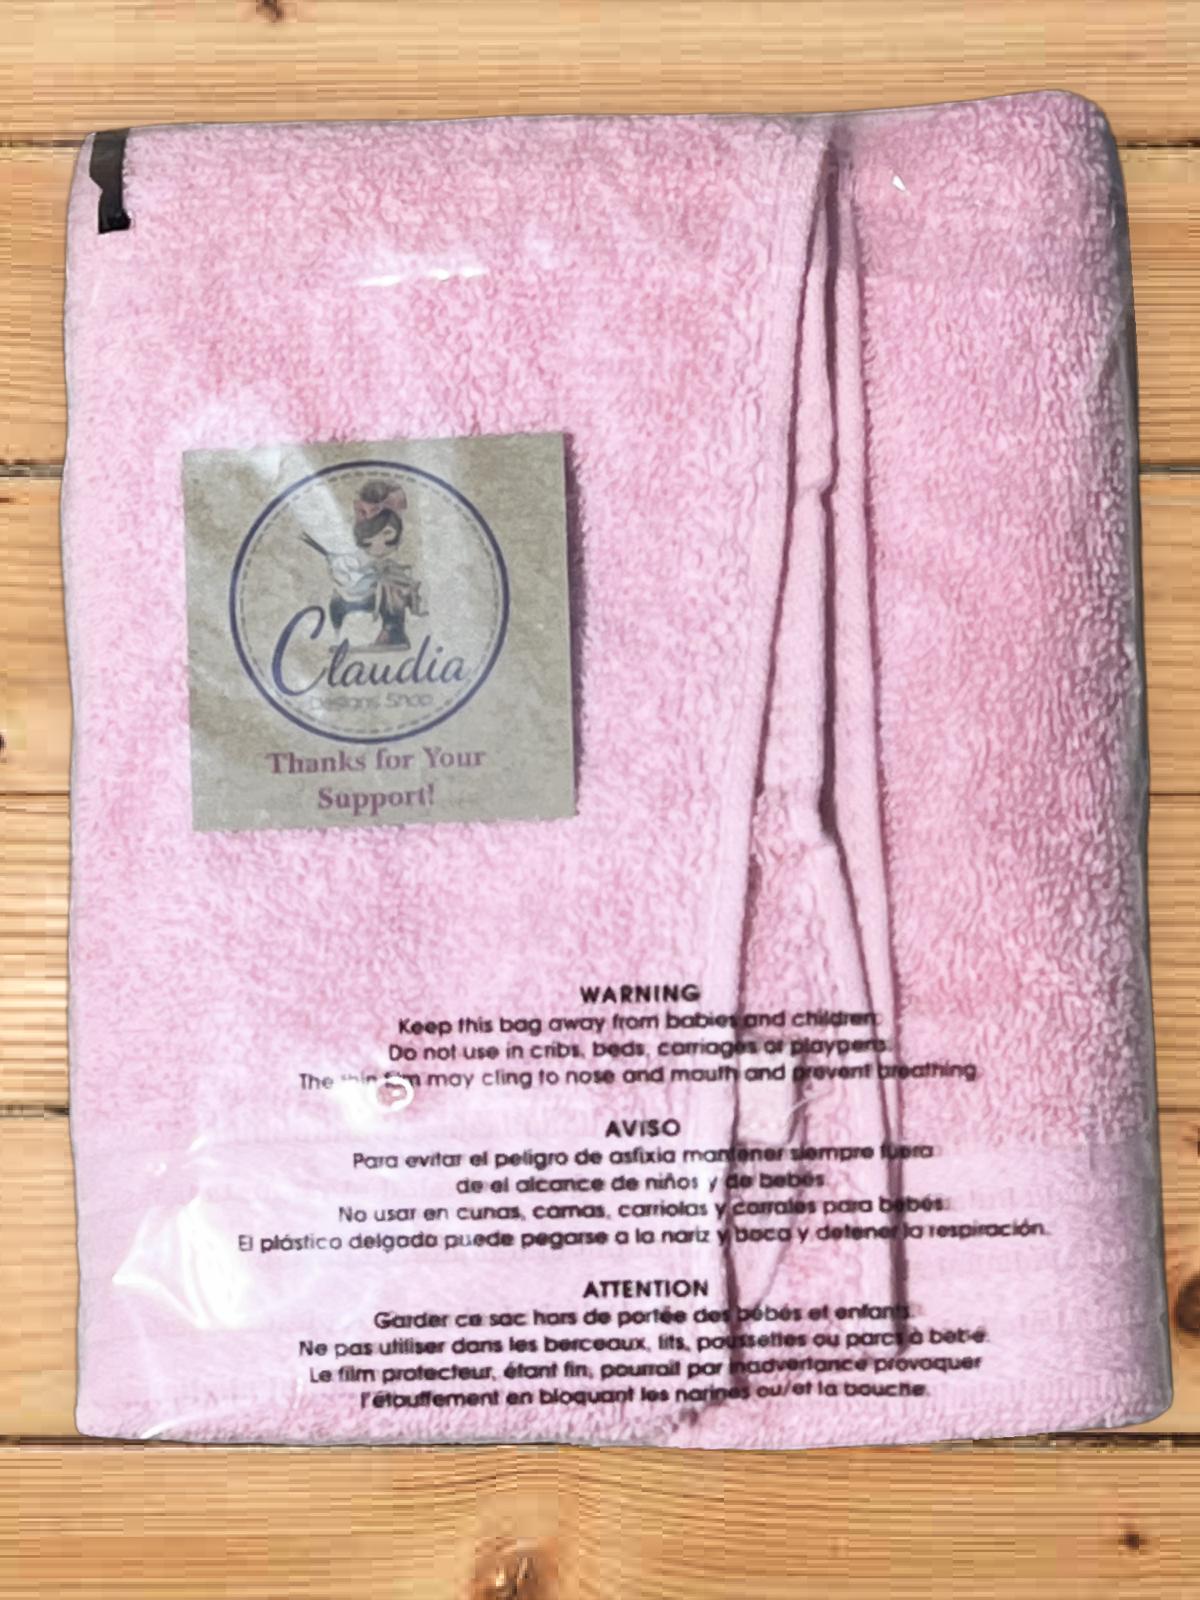 Claudia
Designs Shop
Thanks for Your
Support!
WARNING
Keep this bag away from babies and children.
Do not use in cribs, beds, carriages or playpens.
The thin film may cling to nose and mouth and prevent breathing.
AVISO
Para evitar el peligro de asfixia mantener siempre fuera
de el alcance de niños y de bebés.
No usar en cunas, camas, carriolas y corrales para bebés.
El plástico delgado puede pegarse a la nariz y boca y detener la respiración.
ATTENTION
Garder ce sac hors de portée des bébés et enfants.
Ne pas utiliser dans les berceaux, lits, poussettes ou parcs à bébé.
Le film protecteur, étant fin, pourrait par inadvertance provoquer
l'étouffement en bloquant les narines ou/et la bouche.